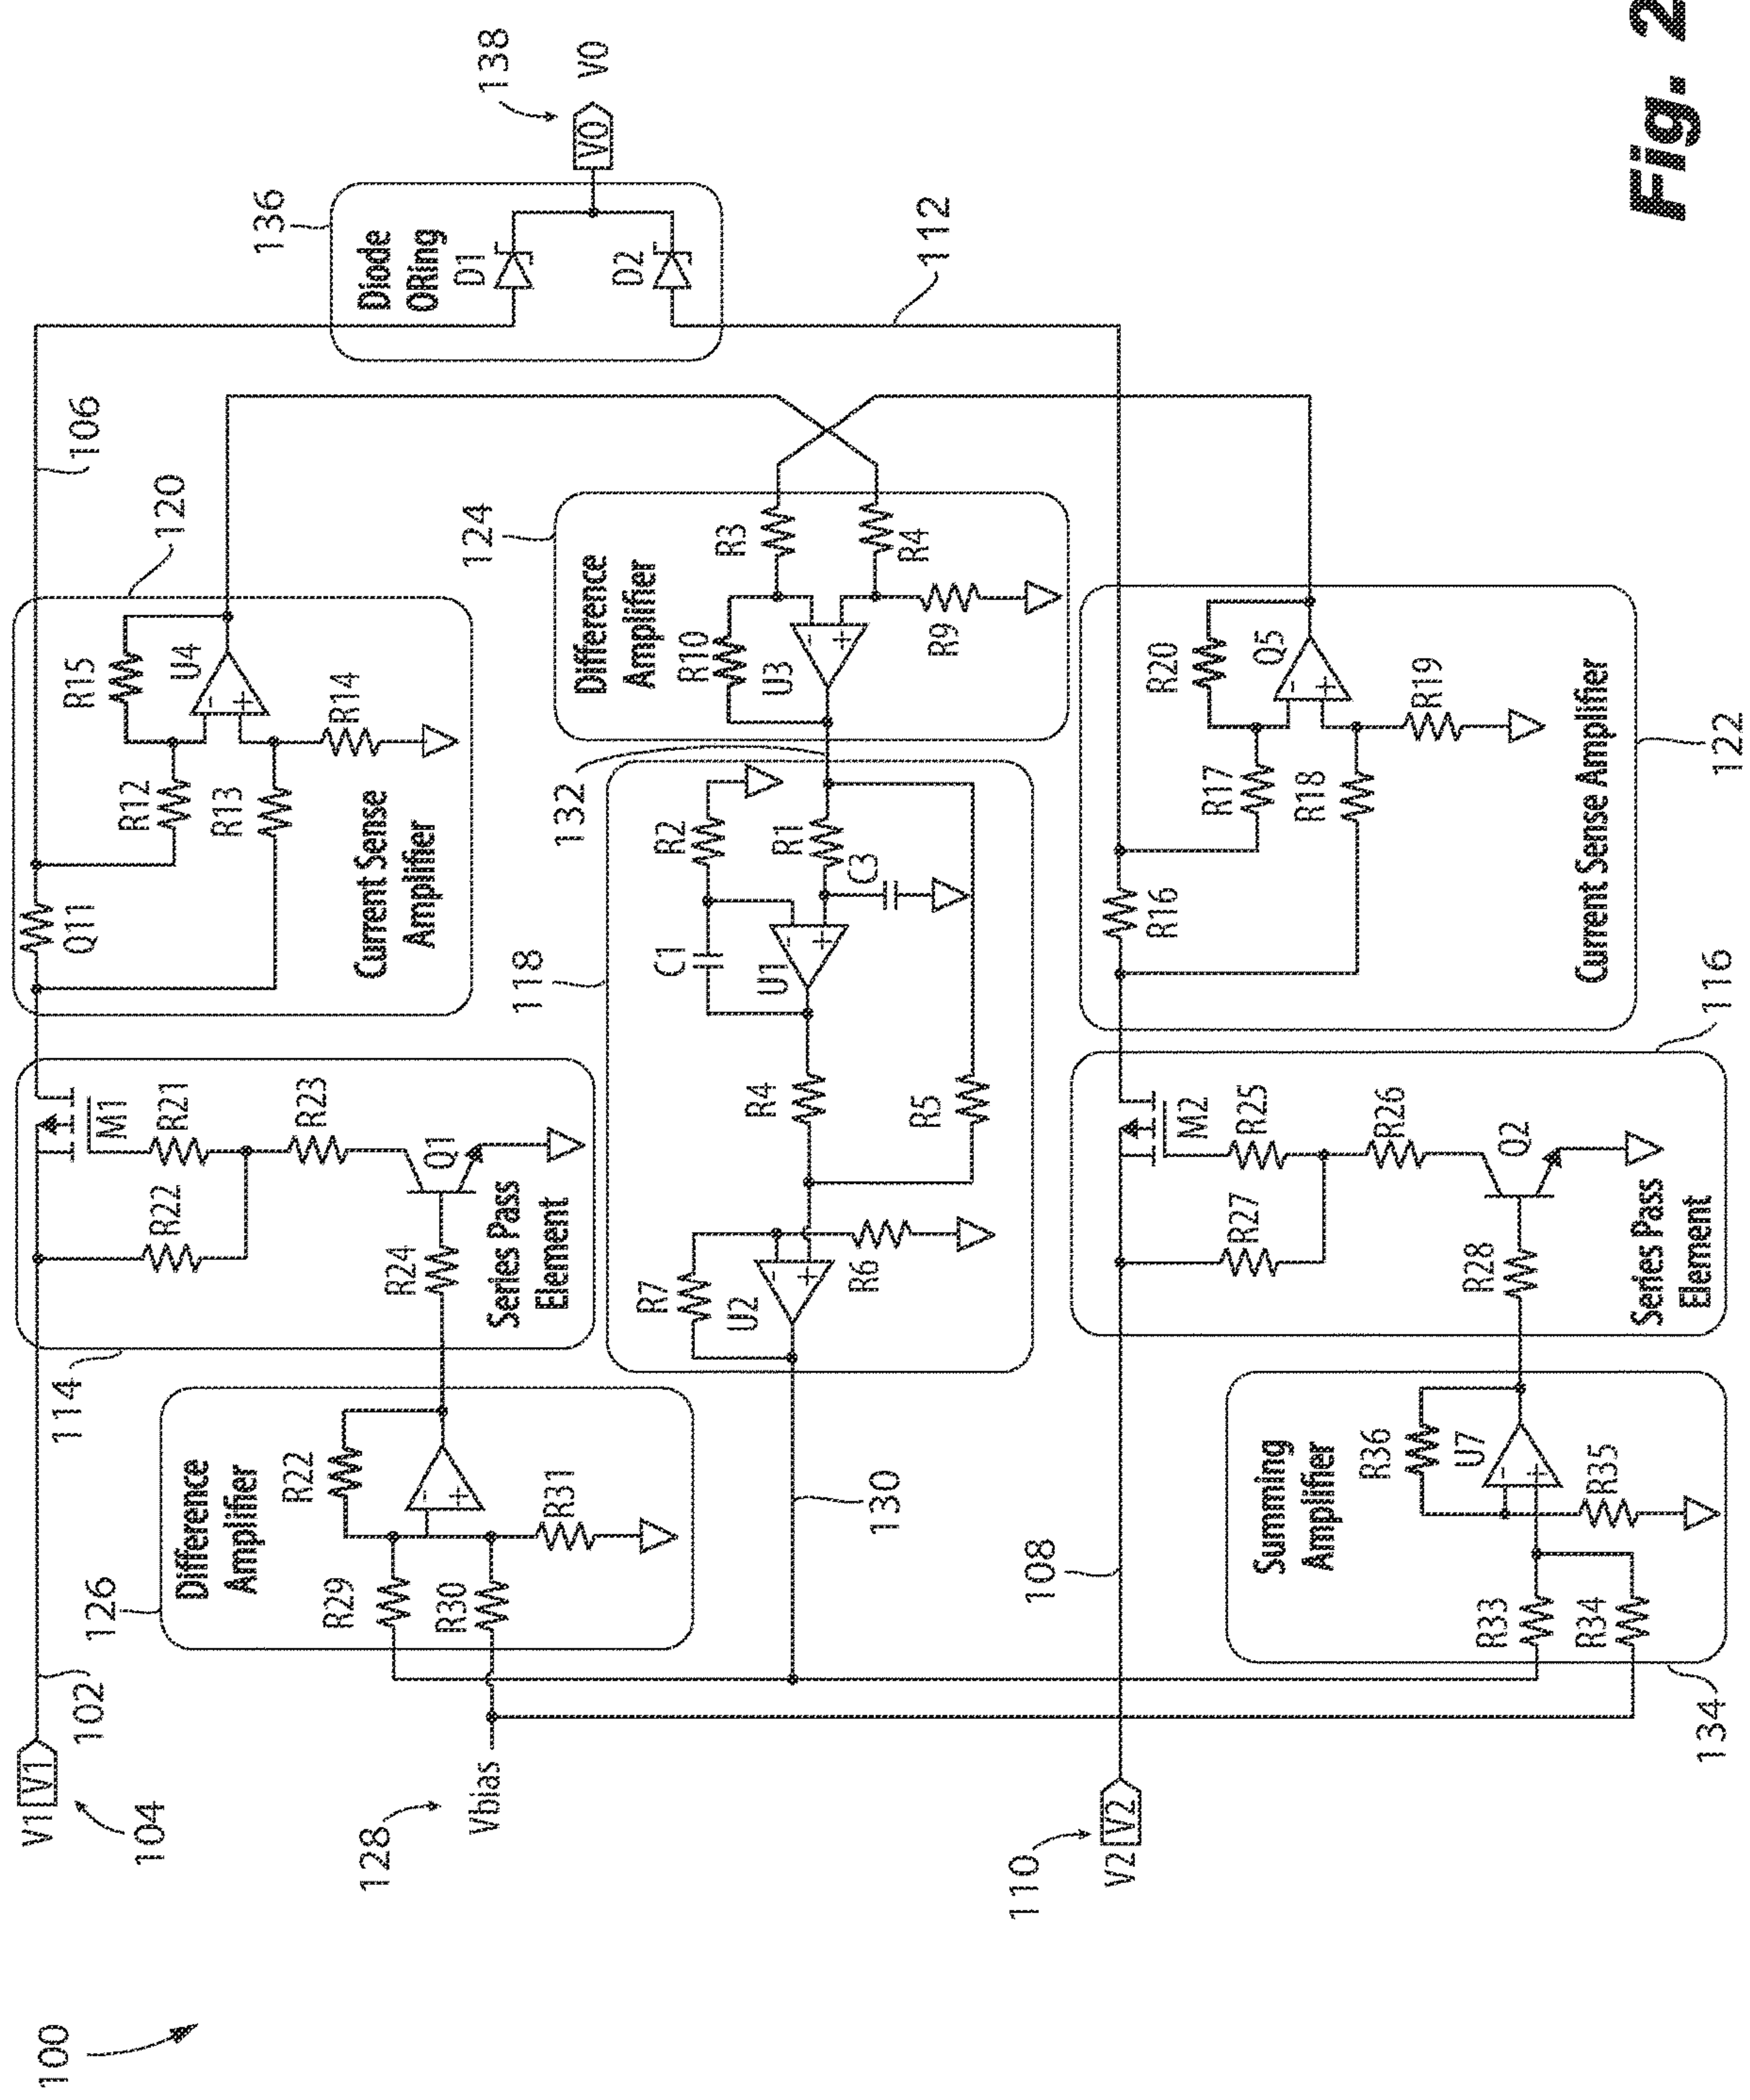 100
V1
V1
104
102
114
R22
R21
M1
R23
Q1
R24
Series Pass
Element
Q11
R12
R13
R15
U4
R14
Current Sense
Amplifier
120
106
136
Diode
ORing
D1
D2
138
V0
V0
112
126
Difference
Amplifier
R29
R30
R22
R31
128
Vbias
130
118
R7
U2
R6
R4
R5
C1
U1
R2
R1
C3
132
124
Difference
Amplifier
R10
U3
R3
R4
R9
110
V2
V2
108
R27
R25
M2
R26
Q2
R28
Series Pass
Element
116
R16
R17
R18
R20
Q5
R19
Current Sense Amplifier
122
Summing
Amplifier
R33
R34
R36
U7
R35
134
Fig. 2